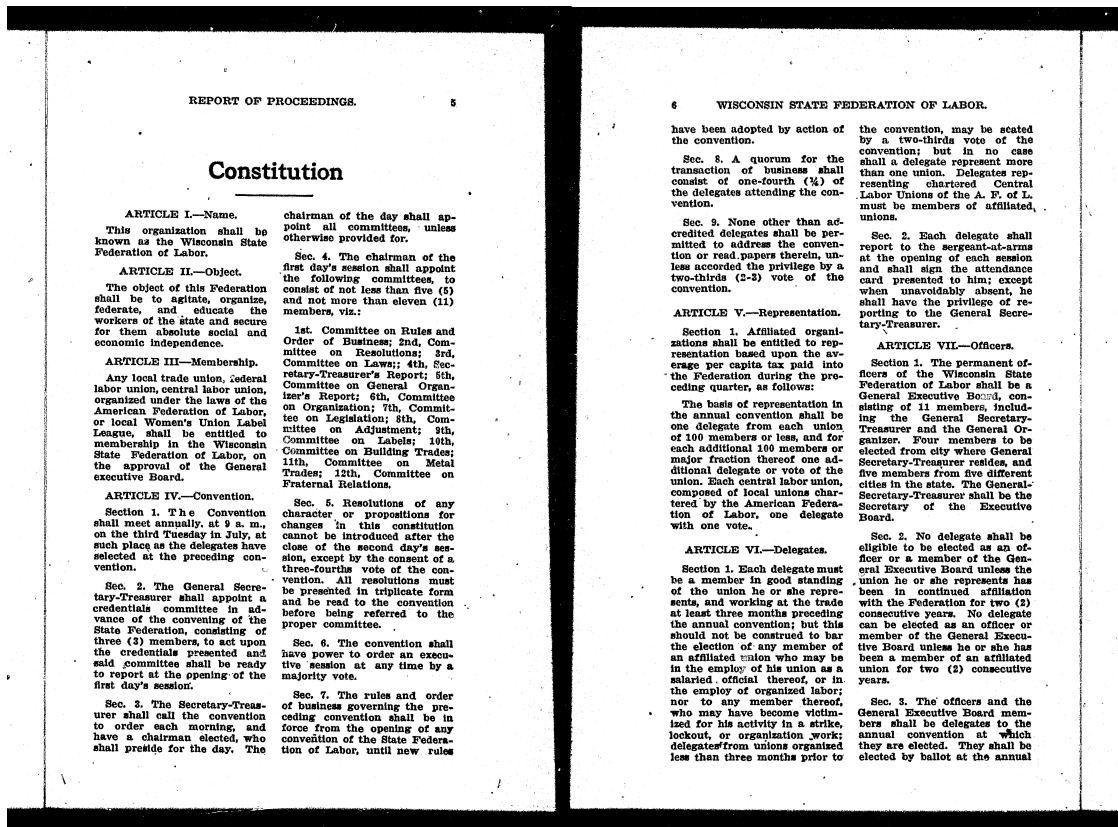 REPORT OF PROCEEDINGS. 5
Constitution
ARTICLE I.—Name.
This organization shall be
known as the Wisconsin State
Federation of Labor.
ARTICLE II.—Object.
The object of this Federation
shall be to agitate, organize,
federate, and educate the
workers of the state and secure
for them absolute social and
economic independence.
ARTICLE III—Membership.
Any local trade union, federal
labor union, central labor union,
organized under the laws of the
American Federation of Labor,
or local Women's Union Label
League, shall be entitled to
membership in the Wisconsin
State Federation of Labor, on
the approval of the General
executive Board.
ARTICLE IV.—Convention.
Section 1. The Convention
shall meet annually, at 9 a. m.,
on the third Tuesday in July, at
such place as the delegates have
selected at the preceding con-
vention.
Sec. 2. The General Secre-
tary-Treasurer shall appoint a
credentials committee in ad-
vance of the convening of the
State Federation, consisting of
three (3) members, to act upon
the credentials presented and
said committee shall be ready
to report at the opening of the
first day's session.
Sec. 3. The Secretary-Treas-
urer shall call the convention
to order each morning, and
have a chairman elected, who
shall preside for the day. The
chairman of the day shall ap-
point all committees, unless
otherwise provided for.
Sec. 4. The chairman of the
first day's session shall appoint
the following committees, to
consist of not less than five (5)
and not more than eleven (11)
members, viz.:
1st. Committee on Rules and
Order of Business; 2nd, Com-
mittee on Resolutions; 3rd,
Committee on Laws;; 4th, Sec-
retary-Treasurer's Report; 5th,
Committee on General Organ-
izer's Report; 6th, Committee
on Organization; 7th, Commit-
tee on Legislation; 8th, Com-
mittee on Adjustment; 9th,
Committee on Labels; 10th,
Committee on Building Trades;
11th, Committee on Metal
Trades; 12th, Committee on
Fraternal Relations.
Sec. 5. Resolutions of any
character or propositions for
changes in this constitution
cannot be introduced after the
close of the second day's ses-
sion, except by the consent of a
three-fourths vote of the con-
vention. All resolutions must
be presented in triplicate form
and be read to the convention
before being referred to the
proper committee.
Sec. 6. The convention shall
have power to order an execu-
tive session at any time by a
majority vote.
Sec. 7. The rules and order
of business governing the pre-
ceding convention shall be in
force from the opening of any
convention of the State Federa-
tion of Labor, until new rules
6 WISCONSIN STATE FEDERATION OF LABOR.
have been adopted by action of
the convention.
Sec. 8. A quorum for the
transaction of business shall
consist of one-fourth (¼) of
the delegates attending the con-
vention.
Sec. 9. None other than ac-
credited delegates shall be per-
mitted to address the conven-
tion or read papers therein, un-
less accorded the privilege by a
two-thirds (2-3) vote of the
convention.
ARTICLE V.—Representation.
Section 1. Affiliated organi-
zations shall be entitled to rep-
resentation based upon the av-
erage per capita tax paid into
the Federation during the pre-
ceding quarter, as follows:
The basis of representation in
the annual convention shall be
one delegate from each union
of 100 members or less, and for
each additional 100 members or
major fraction thereof one ad-
ditional delegate or vote of the
union. Each central labor union,
composed of local unions char-
tered by the American Federa-
tion of Labor, one delegate
with one vote.
ARTICLE VI.—Delegates.
Section 1. Each delegate must
be a member in good standing
of the union he or she repre-
sents, and working at the trade
at least three months preceding
the annual convention; but this
should not be construed to bar
the election of any member of
an affiliated union who may be
in the employ of his union as a
salaried official thereof, or in
the employ of organized labor;
nor to any member thereof,
who may have become victim-
ized for his activity in a strike,
lockout, or organization work;
delegates from unions organized
less than three months prior to
the convention, may be seated
by a two-thirds vote of the
convention; but in no case
shall a delegate represent more
than one union. Delegates rep-
resenting chartered Central
Labor Unions of the A. F. of L.
must be members of affiliated
unions.
Sec. 2. Each delegate shall
report to the sergeant-at-arms
at the opening of each session
and shall sign the attendance
card presented to him; except
when unavoidably absent, he
shall have the privilege of re-
porting to the General Secre-
tary-Treasurer.
ARTICLE VII.—Officers.
Section 1. The permanent of-
ficers of the Wisconsin State
Federation of Labor shall be a
General Executive Board, con-
sisting of 11 members, includ-
ing the General Secretary-
Treasurer and the General Or-
ganizer. Four members to be
elected from city where General
Secretary-Treasurer resides, and
five members from five different
cities in the state. The General-
Secretary-Treasurer shall be the
Secretary of the Executive
Board.
Sec. 2. No delegate shall be
eligible to be elected as an of-
ficer or a member of the Gen-
eral Executive Board unless the
union he or she represents has
been in continued affiliation
with the Federation for two (2)
consecutive years. No delegate
can be elected as an officer or
member of the General Execu-
tive Board unless he or she has
been a member of an affiliated
union for two (2) consecutive
years.
Sec. 3. The officers and the
General Executive Board mem-
bers shall be delegates to the
annual convention at which
they are elected. They shall be
elected by ballot at the annual